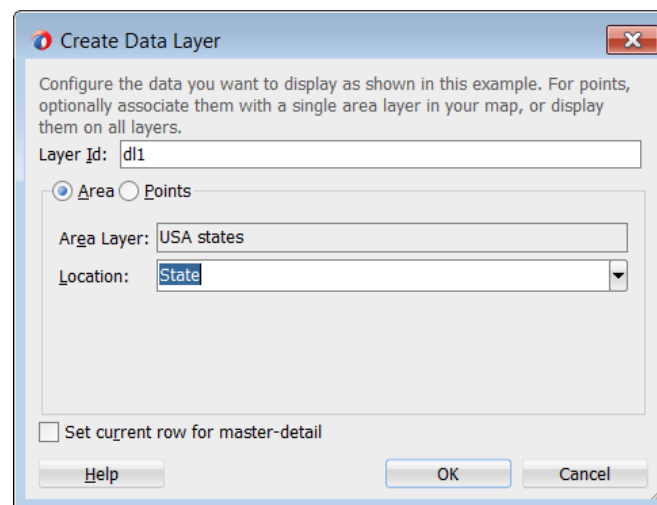 Create Data Layer
Configure the data you want to display as shown in this example. For points,
optionally associate them with a single area layer in your map, or display
them on all layers.
Layer Id: dl1
Area Points
Area Layer: USA states
Location: State
Set current row for master-detail
Help OK Cancel